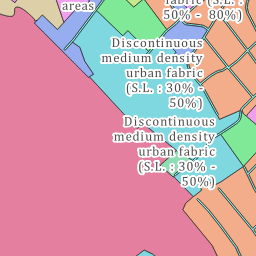 areas
fabric (S.L. :
50% - 80%)
Discontinuous
medium density
urban fabric
(S.L. : 30% -
50%)
Discontinuous
medium density
urban fabric
(S.L. : 30% -
50%)